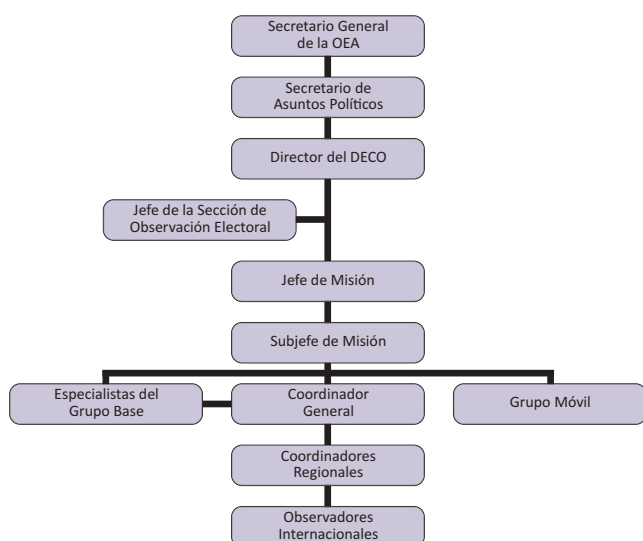 Secretario General
de la OEA
Secretario de
Asuntos Políticos
Director del DECO
Jefe de la Sección de
Observación Electoral
Jefe de Misión
Subjefe de Misión
Especialistas del
Grupo Base
Coordinador
General
Grupo Móvil
Coordinadores
Regionales
Observadores
Internacionales